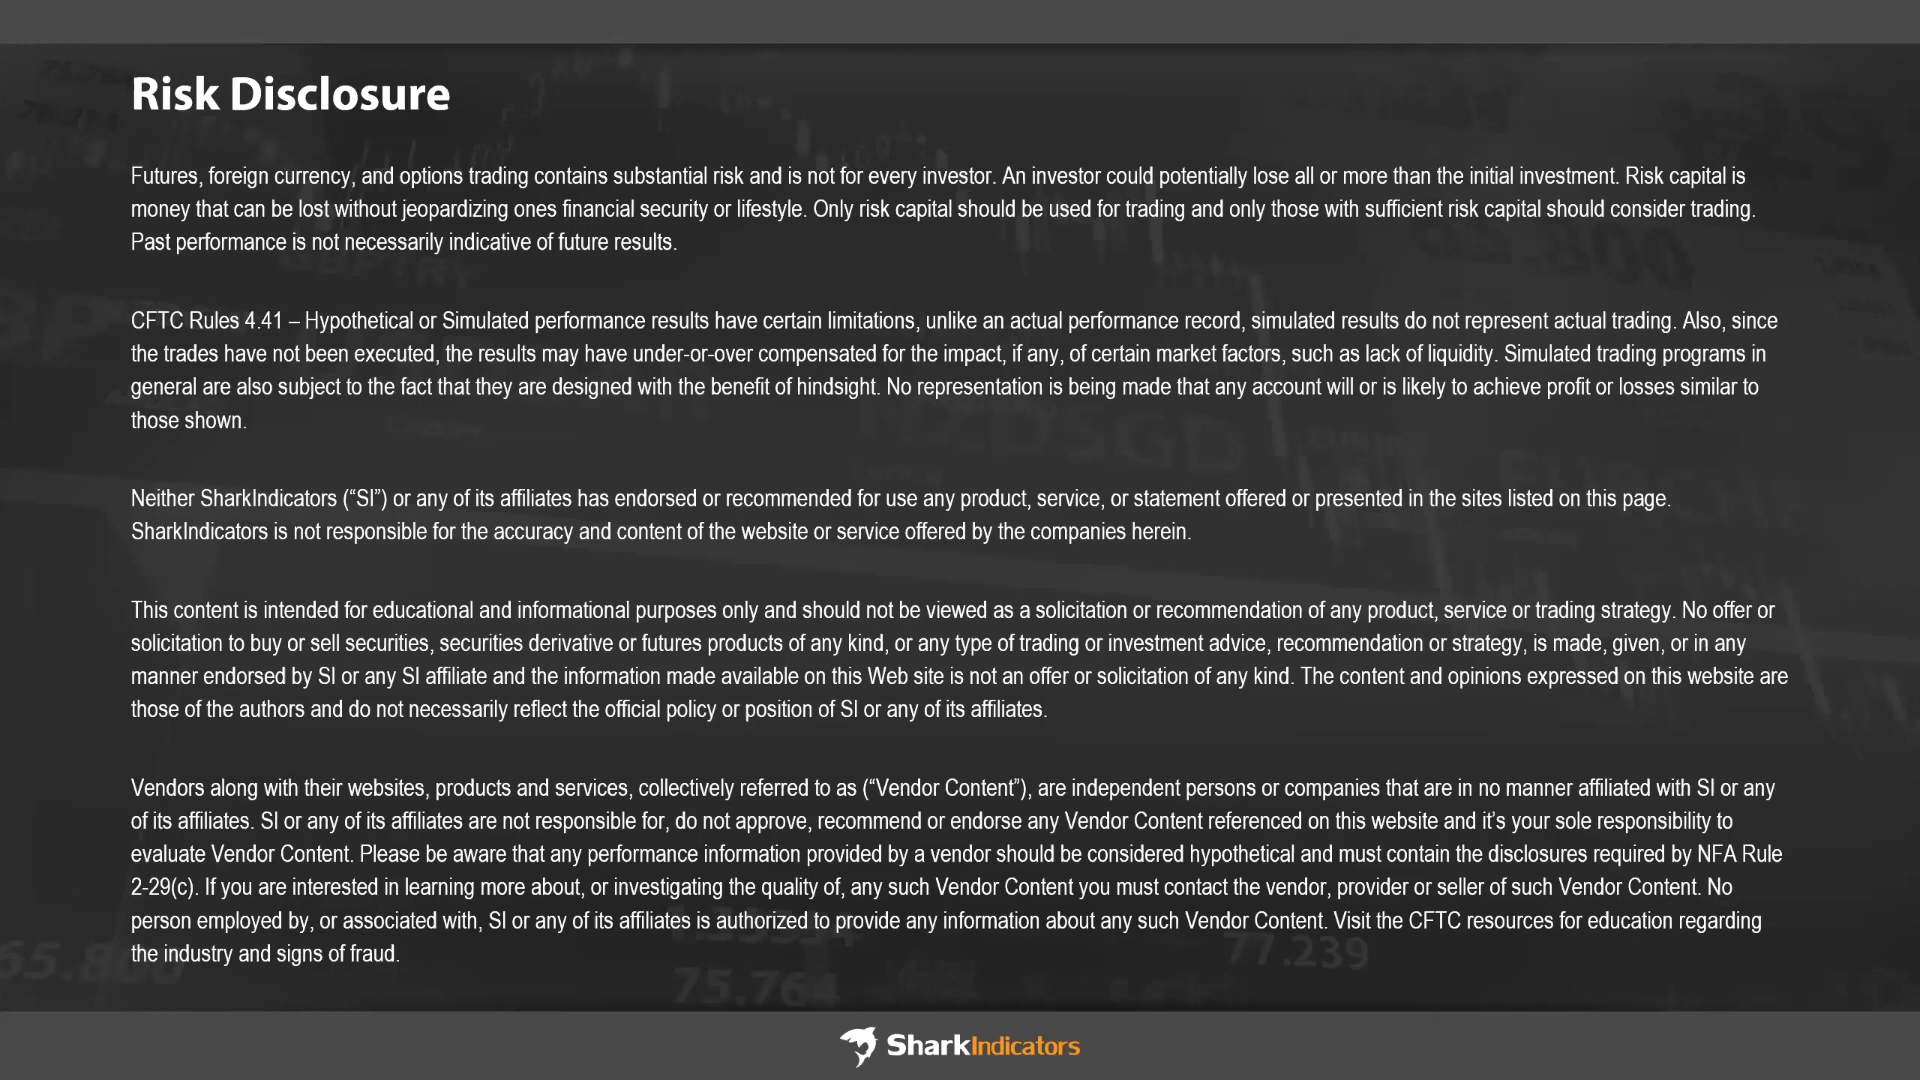 Risk Disclosure
Futures, foreign currency, and options trading contains substantial risk and is not for every investor. An investor could potentially lose all or more than the initial investment. Risk capital is
money that can be lost without jeopardizing ones financial security or lifestyle. Only risk capital should be used for trading and only those with sufficient risk capital should consider trading.
Past performance is not necessarily indicative of future results.
CFTC Rules 4.41 – Hypothetical or Simulated performance results have certain limitations, unlike an actual performance record, simulated results do not represent actual trading. Also, since
the trades have not been executed, the results may have under-or-over compensated for the impact, if any, of certain market factors, such as lack of liquidity. Simulated trading programs in
general are also subject to the fact that they are designed with the benefit of hindsight. No representation is being made that any account will or is likely to achieve profit or losses similar to
those shown.
Neither SharkIndicators (“SI”) or any of its affiliates has endorsed or recommended for use any product, service, or statement offered or presented in the sites listed on this page.
SharkIndicators is not responsible for the accuracy and content of the website or service offered by the companies herein.
This content is intended for educational and informational purposes only and should not be viewed as a solicitation or recommendation of any product, service or trading strategy. No offer or
solicitation to buy or sell securities, securities derivative or futures products of any kind, or any type of trading or investment advice, recommendation or strategy, is made, given, or in any
manner endorsed by SI or any SI affiliate and the information made available on this Web site is not an offer or solicitation of any kind. The content and opinions expressed on this website are
those of the authors and do not necessarily reflect the official policy or position of SI or any of its affiliates.
Vendors along with their websites, products and services, collectively referred to as (“Vendor Content”), are independent persons or companies that are in no manner affiliated with SI or any
of its affiliates. SI or any of its affiliates are not responsible for, do not approve, recommend or endorse any Vendor Content referenced on this website and it’s your sole responsibility to
evaluate Vendor Content. Please be aware that any performance information provided by a vendor should be considered hypothetical and must contain the disclosures required by NFA Rule
2-29(c). If you are interested in learning more about, or investigating the quality of, any such Vendor Content you must contact the vendor, provider or seller of such Vendor Content. No
person employed by, or associated with, SI or any of its affiliates is authorized to provide any information about any such Vendor Content. Visit the CFTC resources for education regarding
the industry and signs of fraud.
77.239
75.764
SharkIndicators